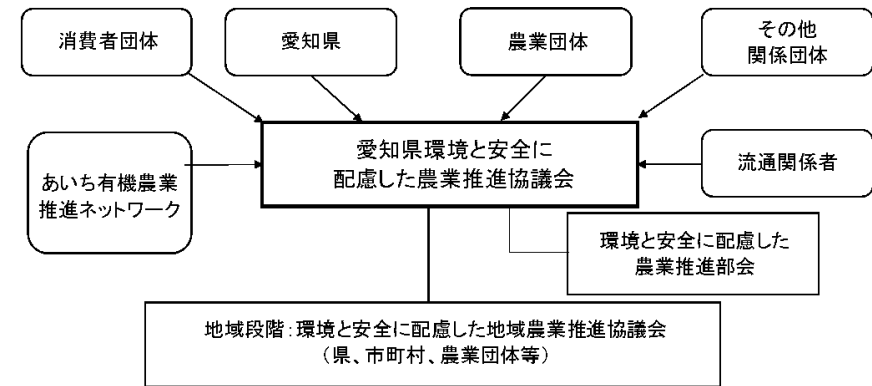 消費者団体
愛知県
農業団体
その他
関係団体
愛知県環境と安全に
配慮した農業推進協議会
あいち有機農業
推進ネットワーク
流通関係者
環境と安全に配慮した
農業推進部会
地域段階：環境と安全に配慮した地域農業推進協議会
（県、市町村、農業団体等）